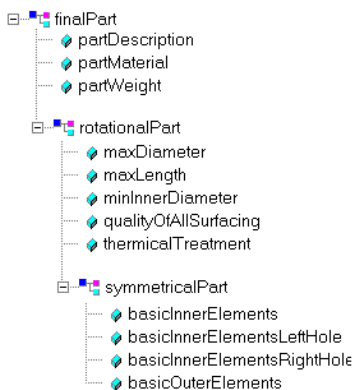 finalPart
partDescription
partMaterial
partWeight
rotationalPart
maxDiameter
maxLength
minInnerDiameter
qualityOfAllSurfacing
thermicalTreatment
symmetricalPart
basicInnerElements
basicInnerElementsLeftHole
basicInnerElementsRightHole
basicOuterElements